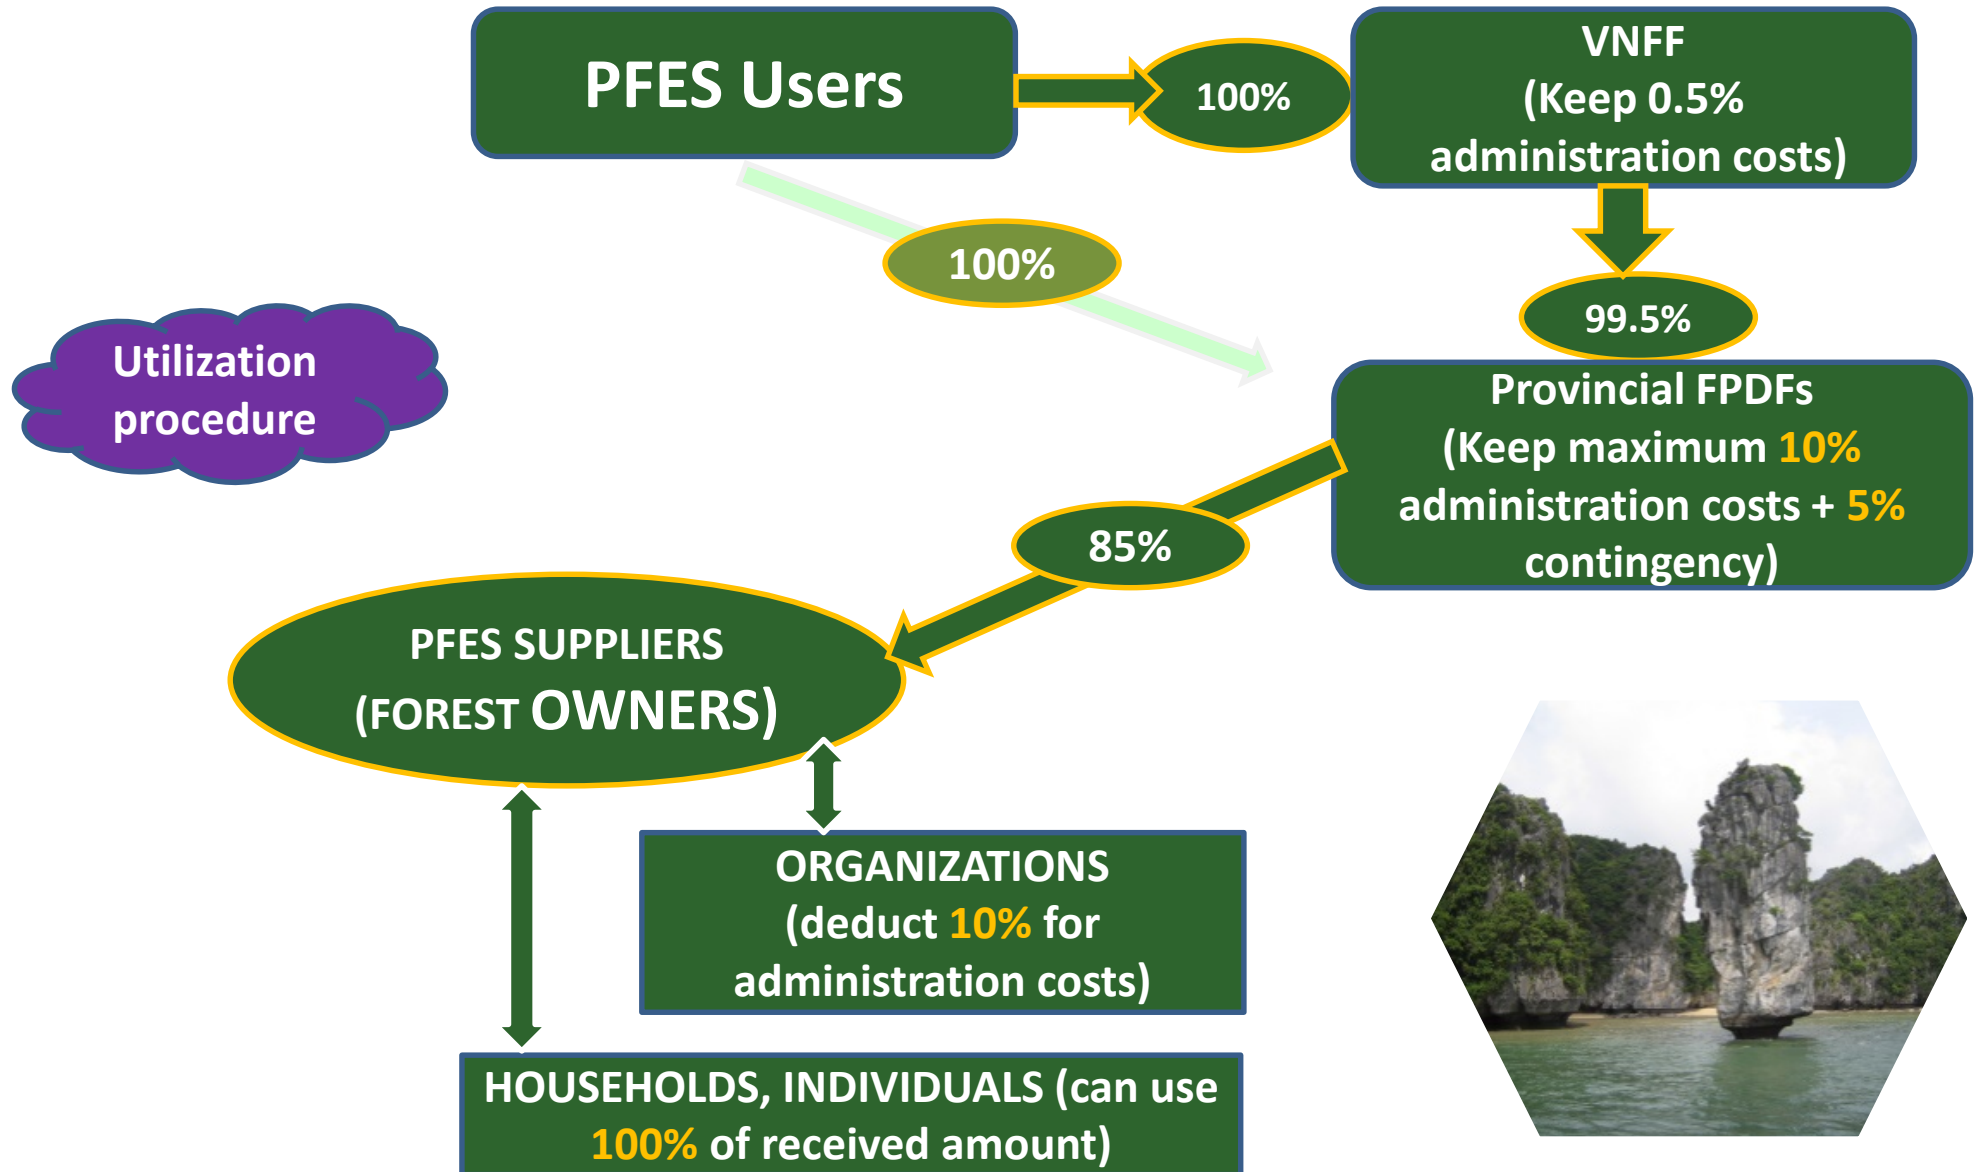 PFES Users
100%
VNFF
(Keep 0.5%
administration costs)
100%
99.5%
Utilization
procedure
Provincial FPDFs
(Keep maximum 10%
administration costs + 5%
contingency)
85%
PFES SUPPLIERS
(FOREST OWNERS)
ORGANIZATIONS
(deduct 10% for
administration costs)
HOUSEHOLDS, INDIVIDUALS (can use
100% of received amount)